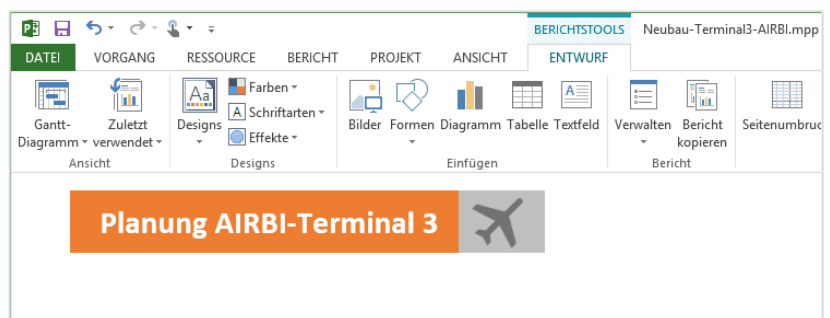 BERICHTSTOOLS Neubau-Terminal3-AIRBI.mpp
DATEI VORGANG RESSOURCE BERICHT PROJEKT ANSICHT ENTWURF
Gantt-Diagramm
Zuletzt verwendet
Designs
Farben
Schriftarten
Effekte
Bilder Formen Diagramm Tabelle Textfeld
Verwalten
Bericht kopieren
Seitenumbruc
Ansicht Designs Einfügen Bericht
Planung AIRBI-Terminal 3